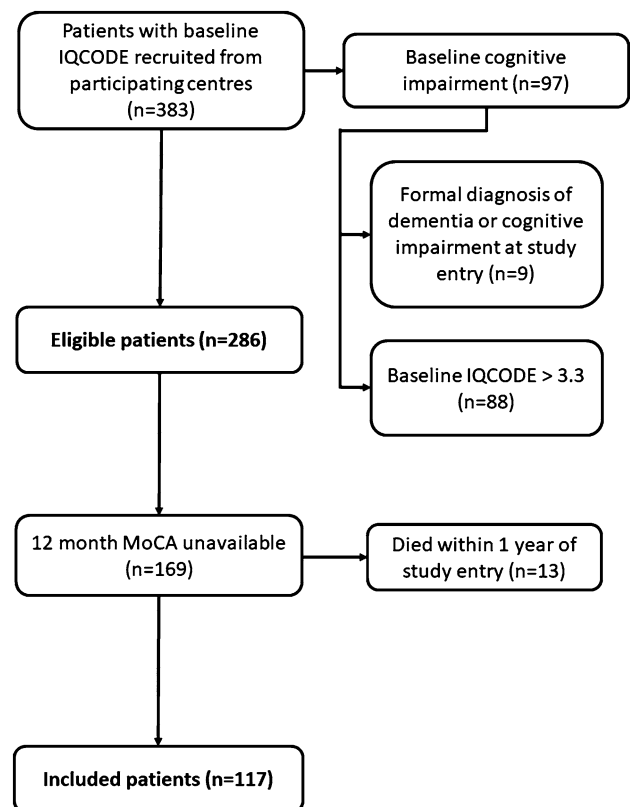 Patients with baseline
IQCODE recruited from
participating centres
(n=383)
Baseline cognitive
impairment (n=97)
Formal diagnosis of
dementia or cognitive
impairment at study
entry (n=9)
Eligible patients (n=286)
Baseline IQCODE > 3.3
(n=88)
12 month MoCA unavailable
(n=169)
Died within 1 year of
study entry (n=13)
Included patients (n=117)